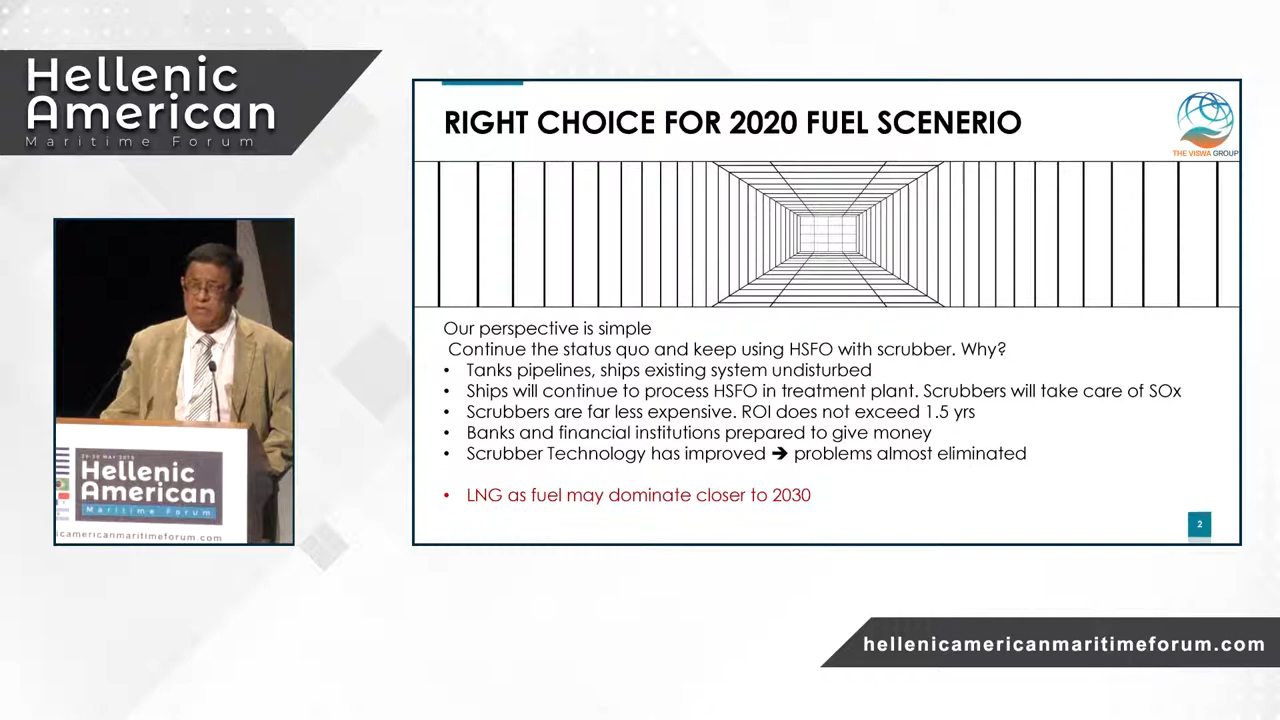 Hellenic
American
Maritime Forum
RIGHT CHOICE FOR 2020 FUEL SCENERIO
THE VISWA GROUP
Our perspective is simple
Continue the status quo and keep using HSFO with scrubber. Why?
• Tanks pipelines, ships existing system undisturbed
• Ships will continue to process HSFO in treatment plant. Scrubbers will take care of SOx
• Scrubbers are far less expensive. ROI does not exceed 1.5 yrs
• Banks and financial institutions prepared to give money
• Scrubber Technology has improved ➔ problems almost eliminated
• LNG as fuel may dominate closer to 2030
2
Hellenic
American
Maritime Forum
icamericanmaritimeforum.com
hellenicamericanmaritimeforum.com